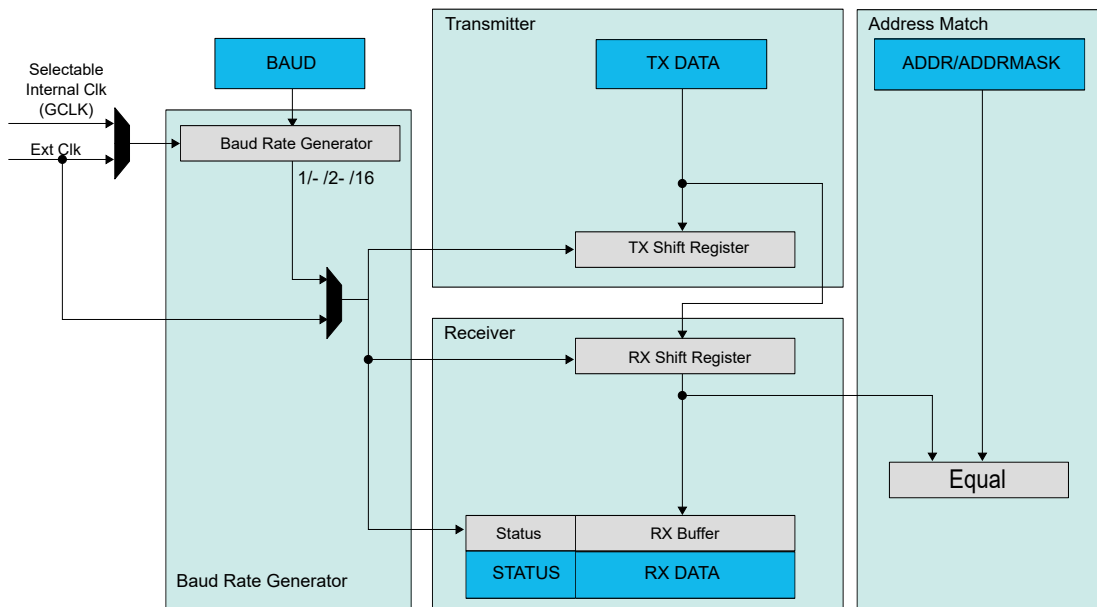 Selectable
Internal Clk
(GCLK)
Ext Clk
BAUD
Baud Rate Generator
1/- /2- /16
Baud Rate Generator
Transmitter
TX DATA
TX Shift Register
Receiver
RX Shift Register
Status
RX Buffer
STATUS
RX DATA
Address Match
ADDR/ADDRMASK
Equal